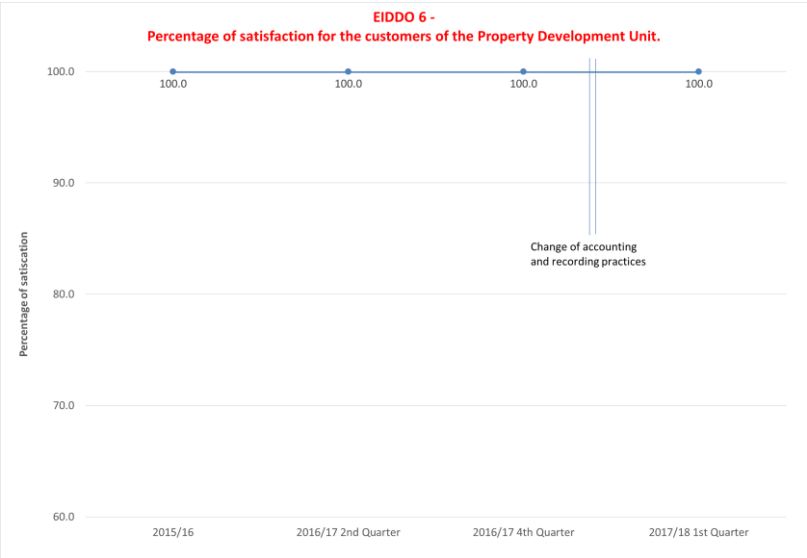 EIDDO 6 -
Percentage of satisfaction for the customers of the Property Development Unit.
100.0
100.0 100.0 100.0 100.0
90.0
Change of accounting
and recording practices
Percentage of satiscation
80.0
70.0
60.0
2015/16 2016/17 2nd Quarter 2016/17 4th Quarter 2017/18 1st Quarter